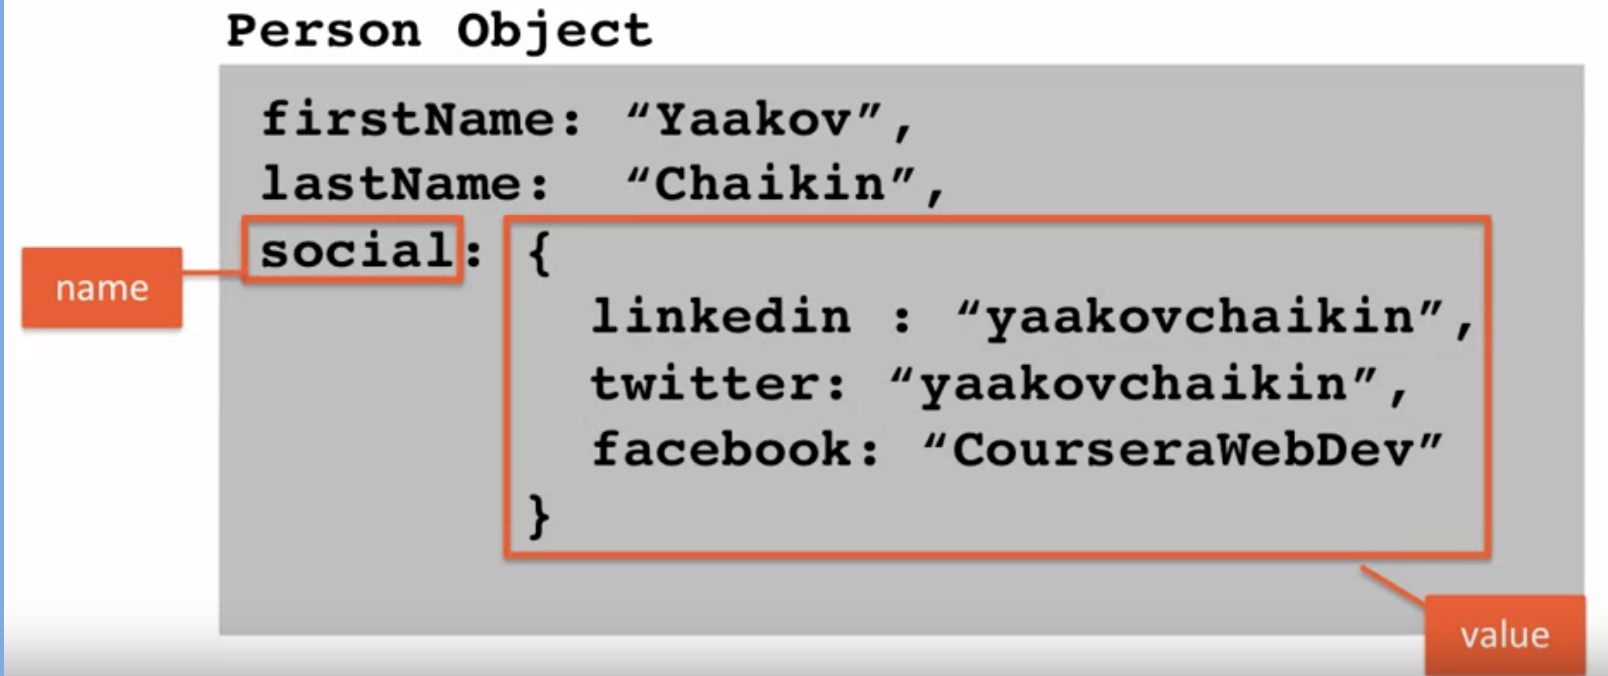 Person Object
firstName: “Yaakov”,
lastName: “Chaikin”,
social: {
name
linkedin : “yaakovchaikin”,
twitter: “yaakovchaikin”,
facebook: “CourseraWebDev”
}
value